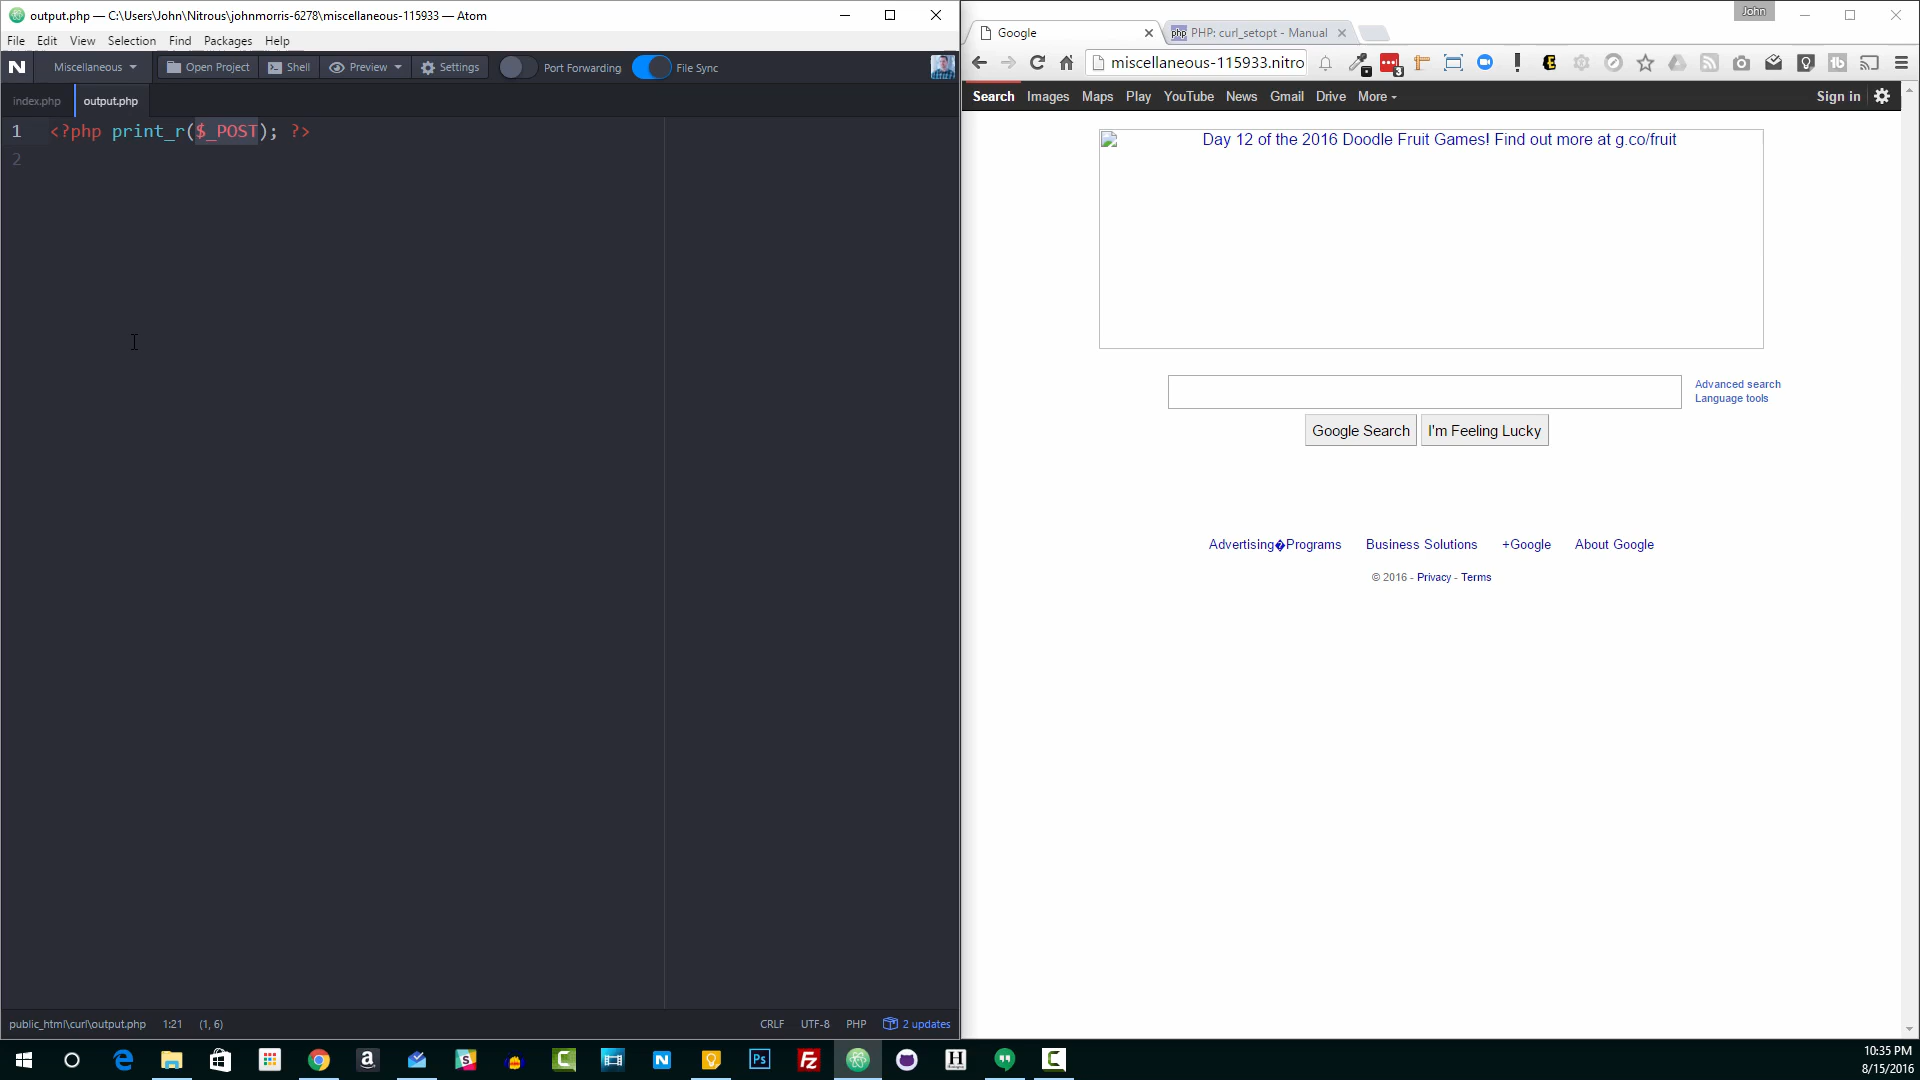 output.php — C:\Users\John\Nitrous\johnmorris-6278\miscellaneous-115933 — Atom
File Edit View Selection Find Packages Help
N Miscellaneous Open Project Shell Preview Settings Port Forwarding File Sync
index.php output.php
1 <?php print_r($_POST); ?>
2
public_html\curl\output.php 1:21 (1, 6) CRLF UTF-8 PHP 2 updates
John
Google php PHP: curl_setopt - Manual
miscellaneous-115933.nitro
3
Search Images Maps Play YouTube News Gmail Drive More Sign in
Day 12 of the 2016 Doodle Fruit Games! Find out more at g.co/fruit
Advanced search
Language tools
Google Search I'm Feeling Lucky
Advertising�Programs Business Solutions +Google About Google
© 2016 - Privacy - Terms
10:35 PM
8/15/2016